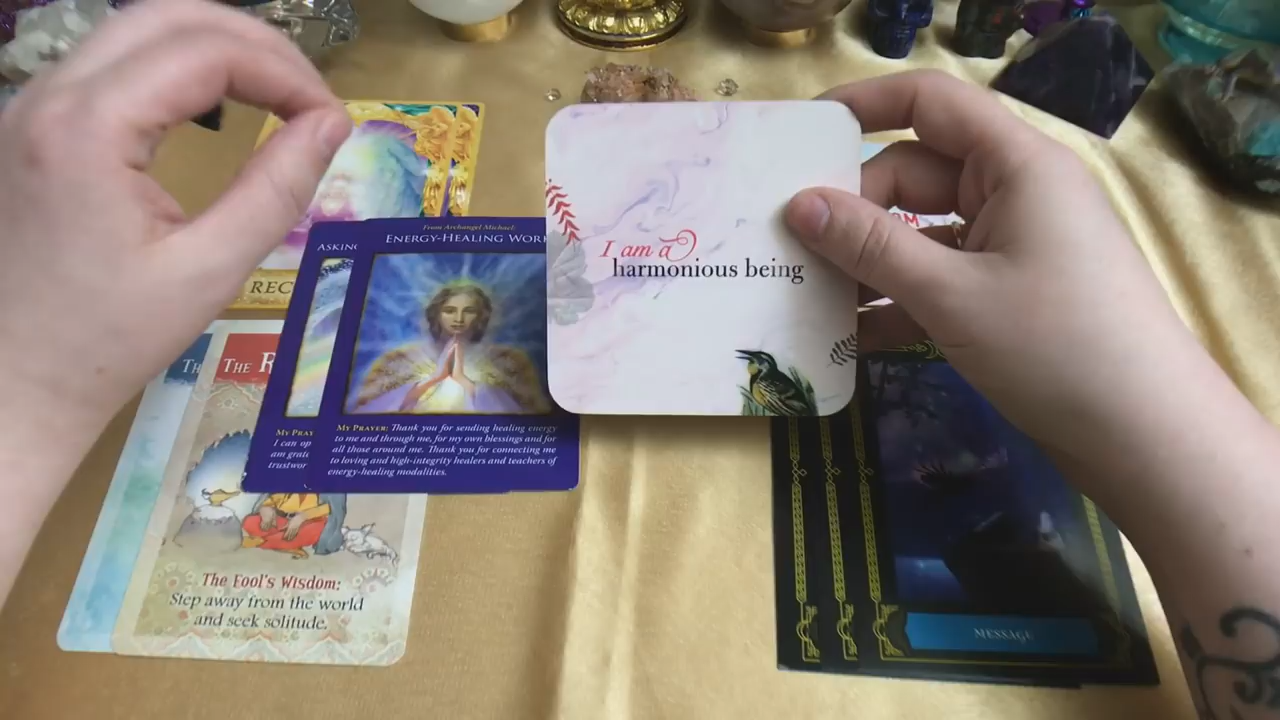 I am a
harmonious being
From Archangel Michael:
ENERGY-HEALING WORK
MY PRAYER: Thank you for sending healing energy
to me and through me, for my own blessings and for
all those around me. Thank you for connecting me
to loving and high-integrity healers and teachers of
energy-healing modalities.
ASKING
MY PRAY
I can op
am grat
trustwor
REC
TH
THE R
The Fool's Wisdom:
Step away from the world
and seek solitude.
OM
MESSAGE